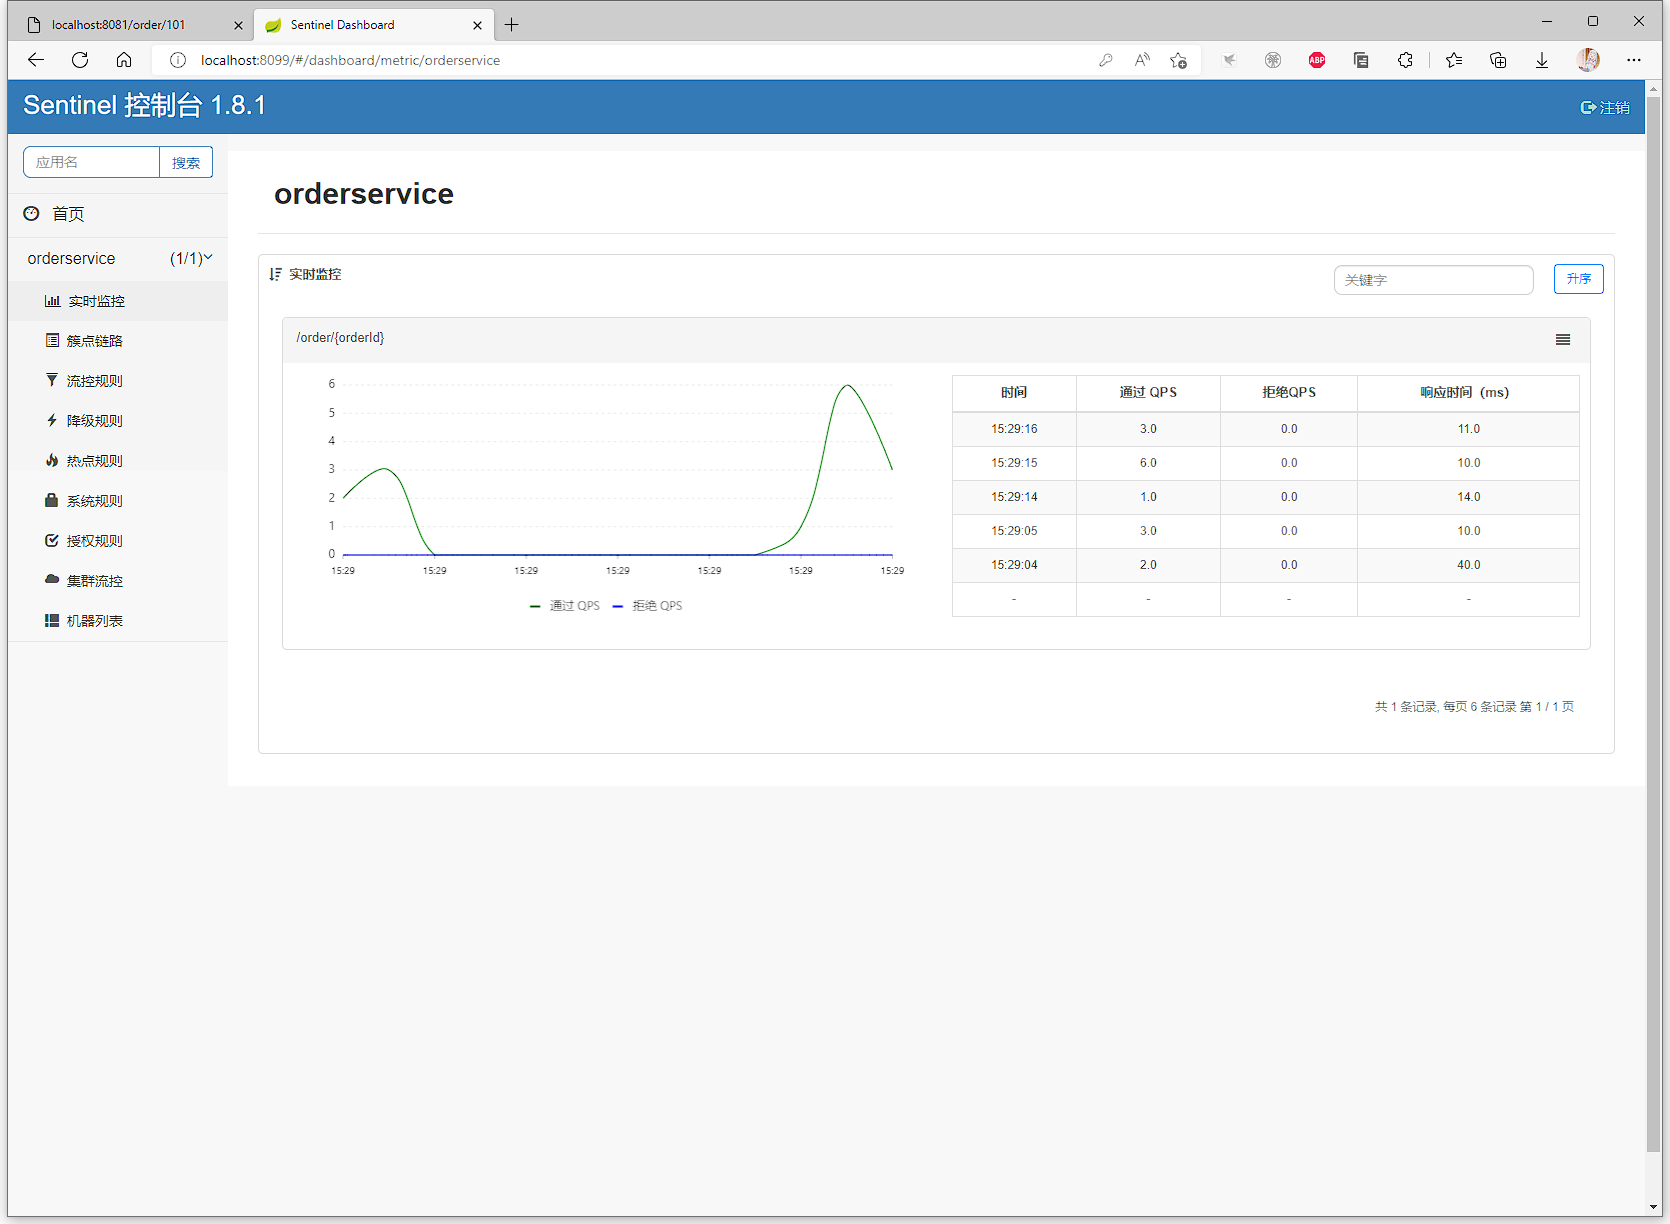 localhost:8081/order/101
Sentinel Dashboard
localhost:8099/#/dashboard/metric/orderservice
ABP
Sentinel 控制台 1.8.1
注销
应用名
搜索
首页
orderservice (1/1)
实时监控
簇点链路
流控规则
降级规则
热点规则
系统规则
授权规则
集群流控
机器列表
orderservice
实时监控
关键字
升序
/order/{orderId}
6
5
4
3
2
1
0
15:29 15:29 15:29 15:29 15:29 15:29 15:29
通过 QPS 拒绝 QPS
时间 通过 QPS 拒绝QPS 响应时间 (ms)
15:29:16 3.0 0.0 11.0
15:29:15 6.0 0.0 10.0
15:29:14 1.0 0.0 14.0
15:29:05 3.0 0.0 10.0
15:29:04 2.0 0.0 40.0
- - - -
共 1 条记录, 每页 6 条记录 第 1 / 1 页